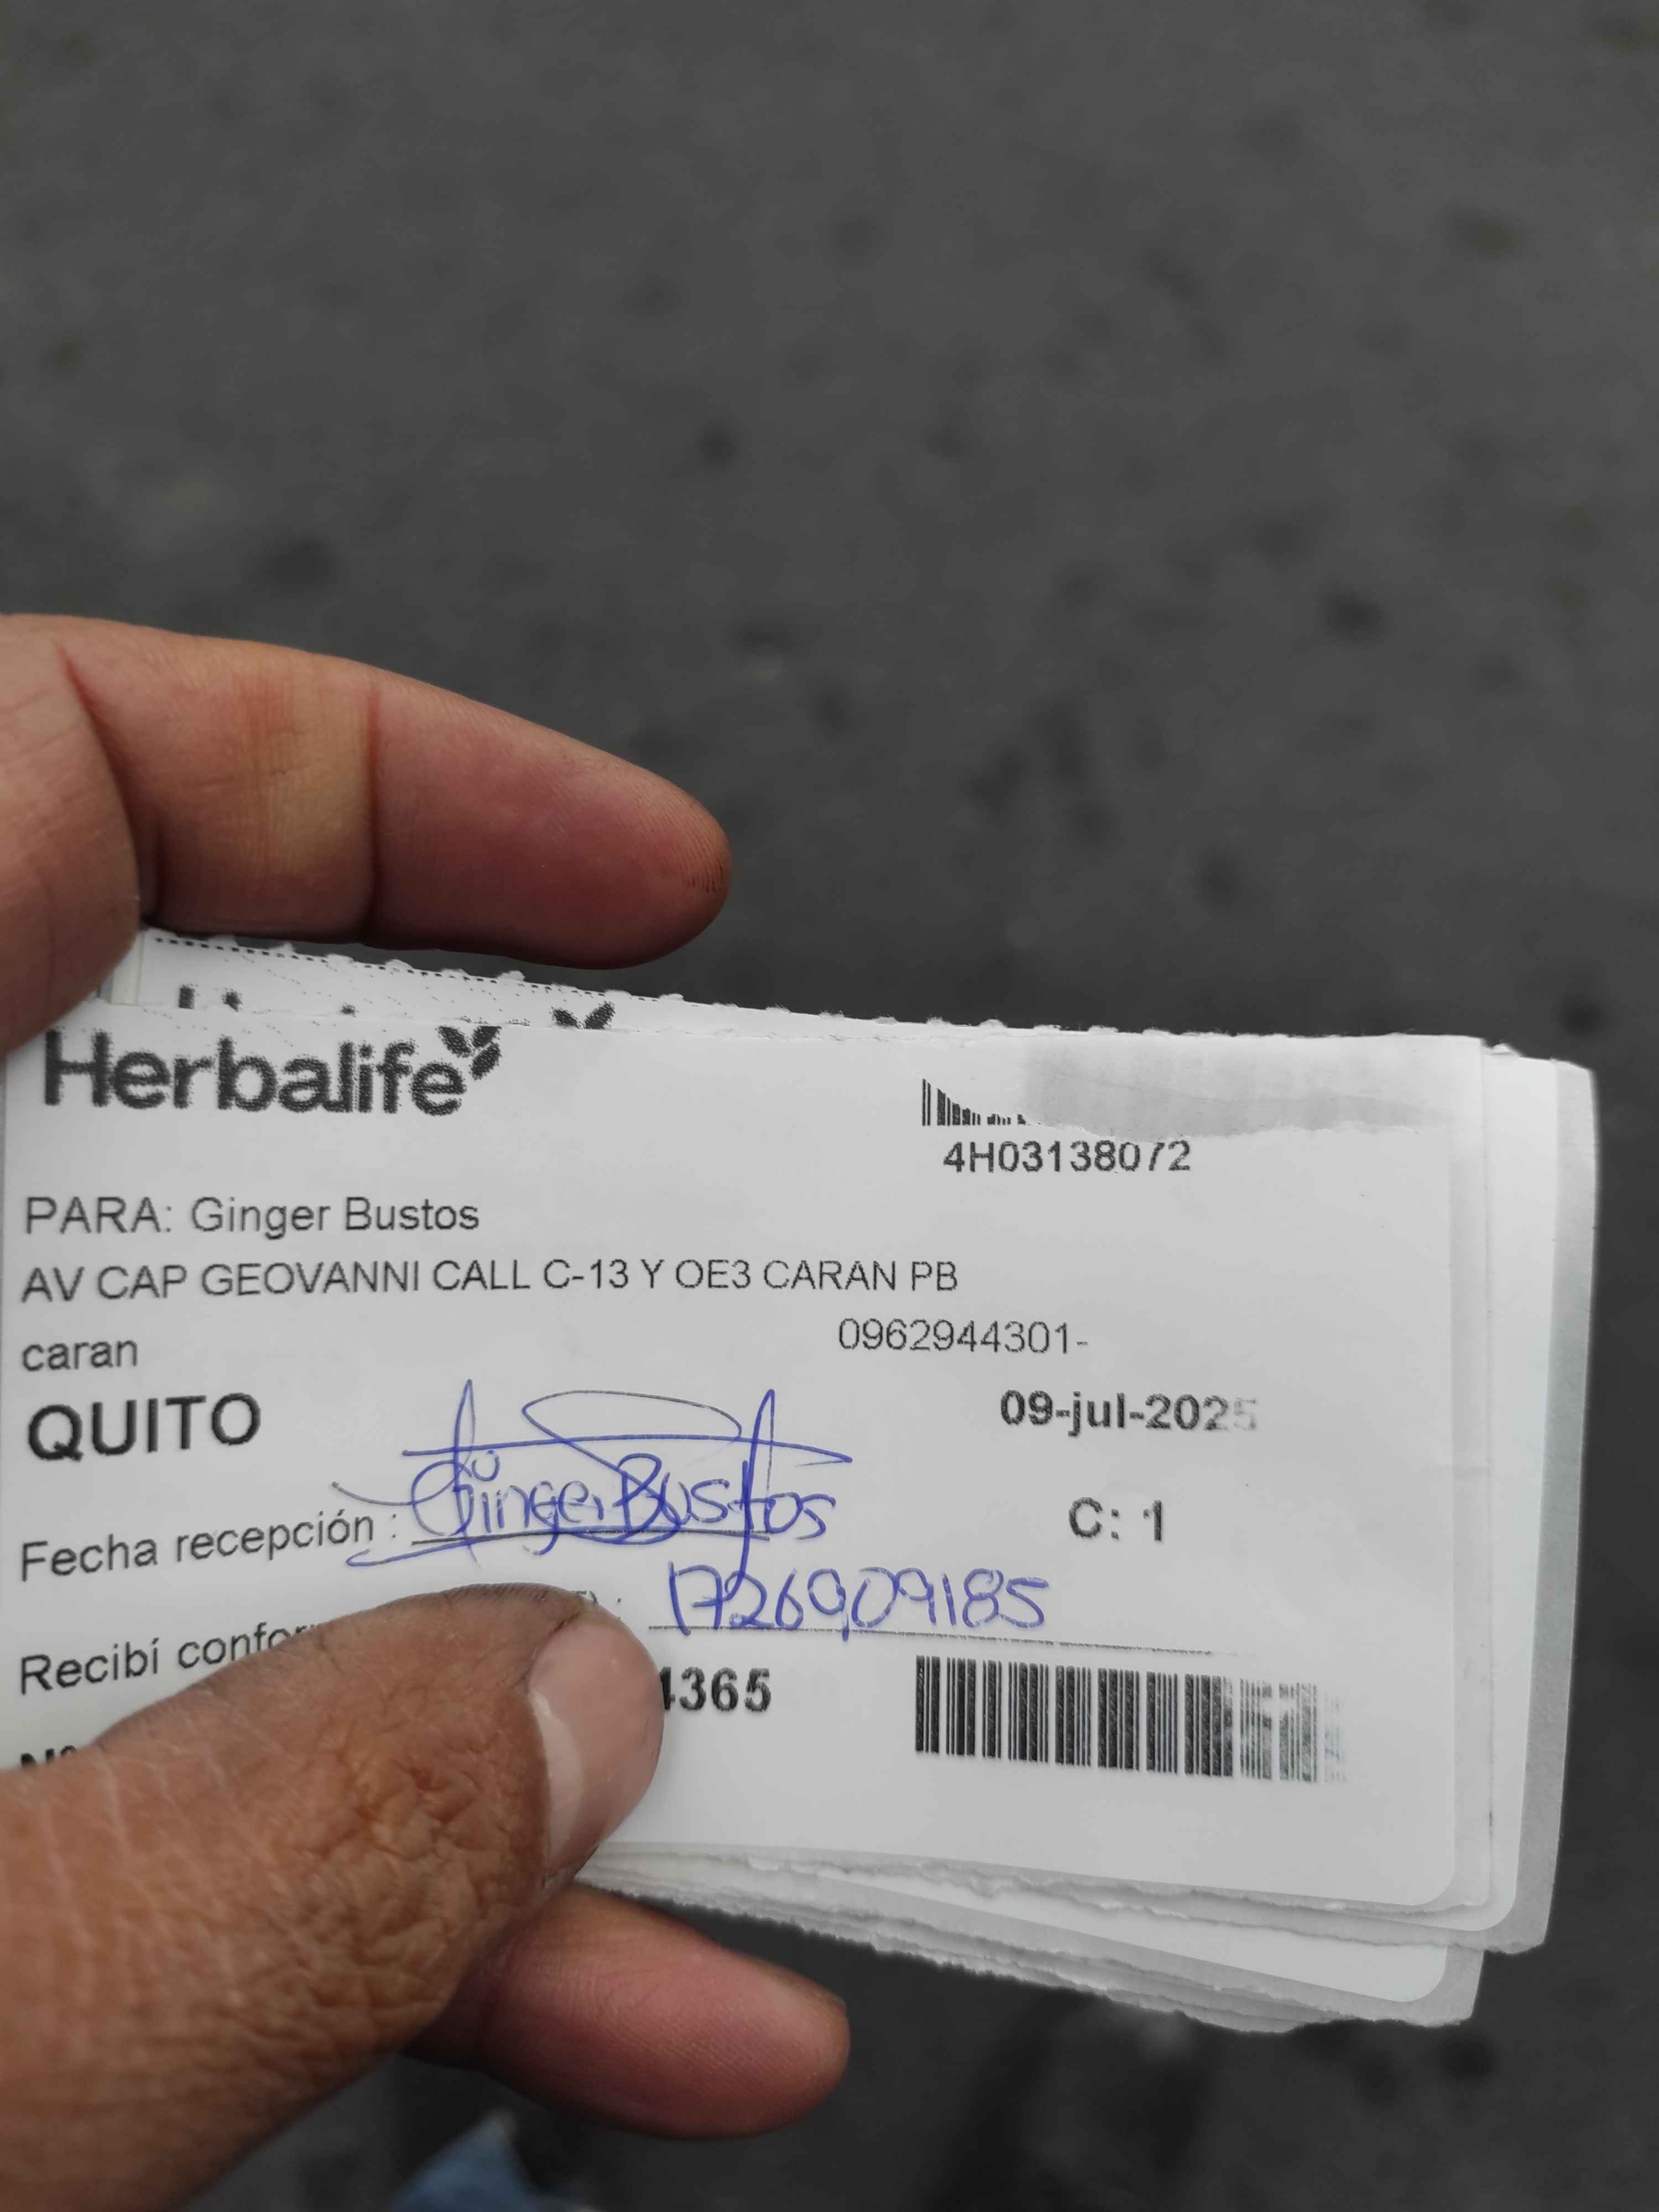 Herbalife
4H03138072
PARA: Ginger Bustos
AV CAP GEOVANNI CALL C-13 Y OE3 CARAN PB
caran
0962944301-
QUITO
09-jul-2025
Fecha recepción : Ginger Bustos
C: 1
Recibí 1726909185
4365